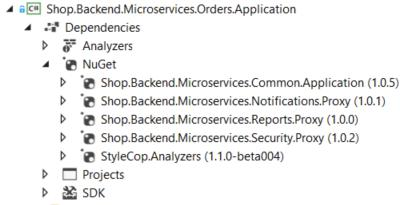 C# Shop.Backend.Microservices.Orders.Application
Dependencies
Analyzers
NuGet
Shop.Backend.Microservices.Common.Application (1.0.5)
Shop.Backend.Microservices.Notifications.Proxy (1.0.1)
Shop.Backend.Microservices.Reports.Proxy (1.0.0)
Shop.Backend.Microservices.Security.Proxy (1.0.2)
StyleCop.Analyzers (1.1.0-beta004)
Projects
SDK